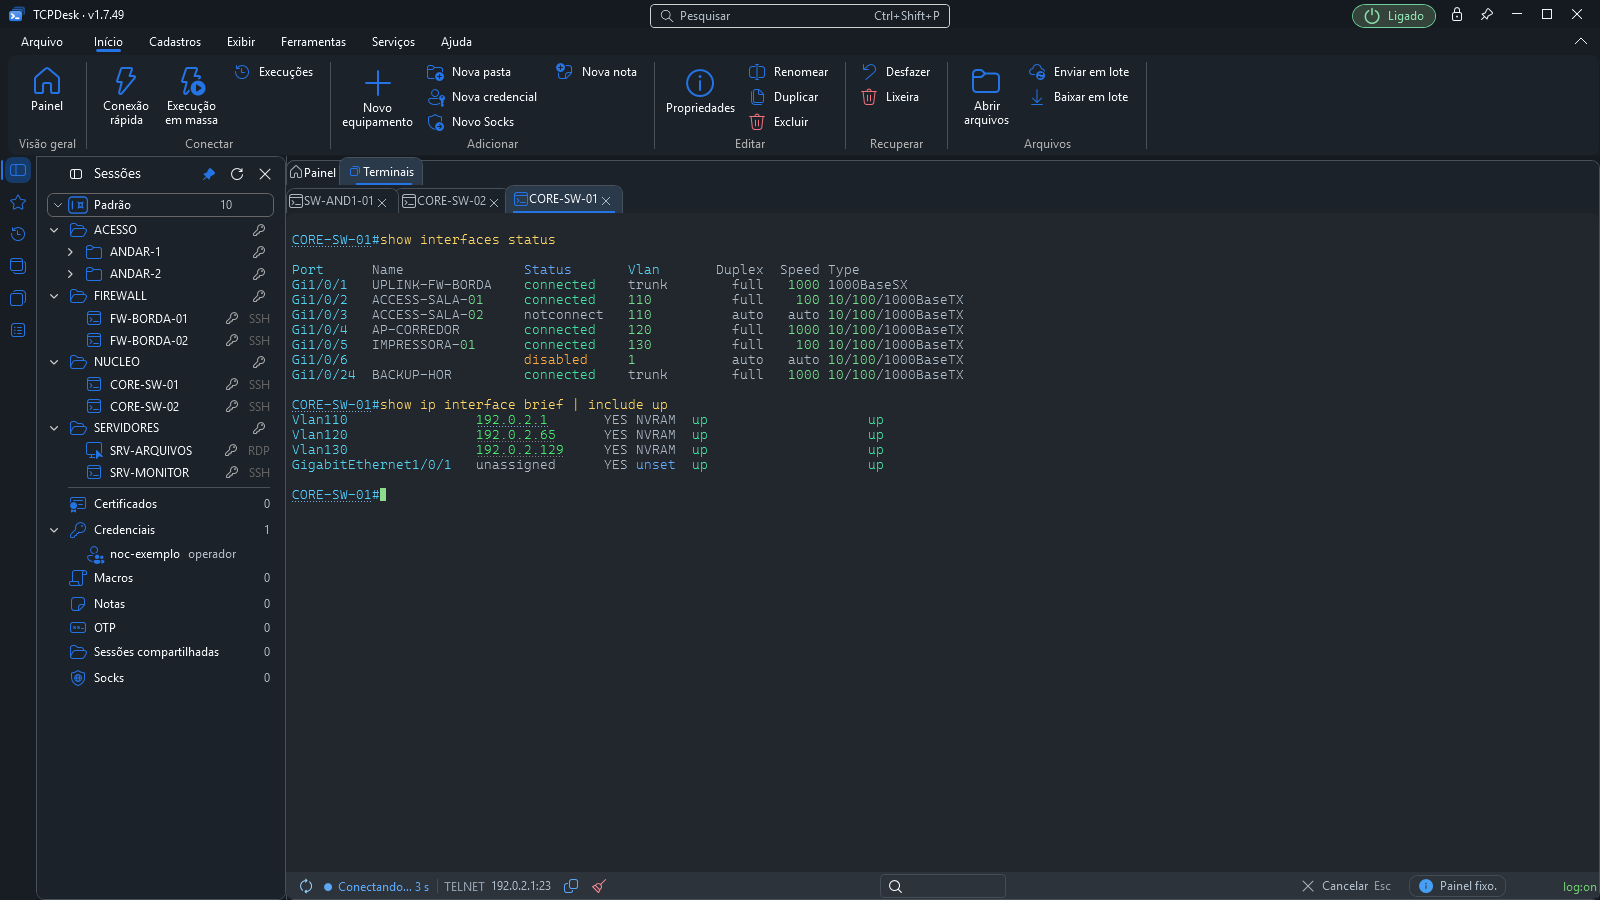 TCPDesk · v1.7.49
Pesquisar Ctrl+Shift+P
Ligado
Arquivo Início Cadastros Exibir Ferramentas Serviços Ajuda
Painel
Visão geral
Conexão rápida
Execução em massa
Execuções
Conectar
Novo equipamento
Nova pasta
Nova credencial
Novo Socks
Nova nota
Adicionar
Propriedades
Renomear
Duplicar
Excluir
Editar
Desfazer
Lixeira
Recuperar
Abrir arquivos
Enviar em lote
Baixar em lote
Arquivos
Sessões
Padrão 10
ACESSO
ANDAR-1
ANDAR-2
FIREWALL
FW-BORDA-01 SSH
FW-BORDA-02 SSH
NUCLEO
CORE-SW-01 SSH
CORE-SW-02 SSH
SERVIDORES
SRV-ARQUIVOS RDP
SRV-MONITOR SSH
Certificados 0
Credenciais 1
noc-exemplo operador
Macros 0
Notas 0
OTP 0
Sessões compartilhadas 0
Socks 0
Painel Terminais
SW-AND1-01 CORE-SW-02 CORE-SW-01
CORE-SW-01#show interfaces status
Port Name Status Vlan Duplex Speed Type
Gi1/0/1 UPLINK-FW-BORDA connected trunk full 1000 1000BaseSX
Gi1/0/2 ACCESS-SALA-01 connected 110 full 100 10/100/1000BaseTX
Gi1/0/3 ACCESS-SALA-02 notconnect 110 auto auto 10/100/1000BaseTX
Gi1/0/4 AP-CORREDOR connected 120 full 1000 10/100/1000BaseTX
Gi1/0/5 IMPRESSORA-01 connected 130 full 100 10/100/1000BaseTX
Gi1/0/6 disabled 1 auto auto 10/100/1000BaseTX
Gi1/0/24 BACKUP-HOR connected trunk full 1000 10/100/1000BaseTX
CORE-SW-01#show ip interface brief | include up
Vlan110 192.0.2.1 YES NVRAM up up
Vlan120 192.0.2.65 YES NVRAM up up
Vlan130 192.0.2.129 YES NVRAM up up
GigabitEthernet1/0/1 unassigned YES unset up up
CORE-SW-01#
Conectando... 3 s TELNET 192.0.2.1:23
Cancelar Esc
Painel fixo.
log:on